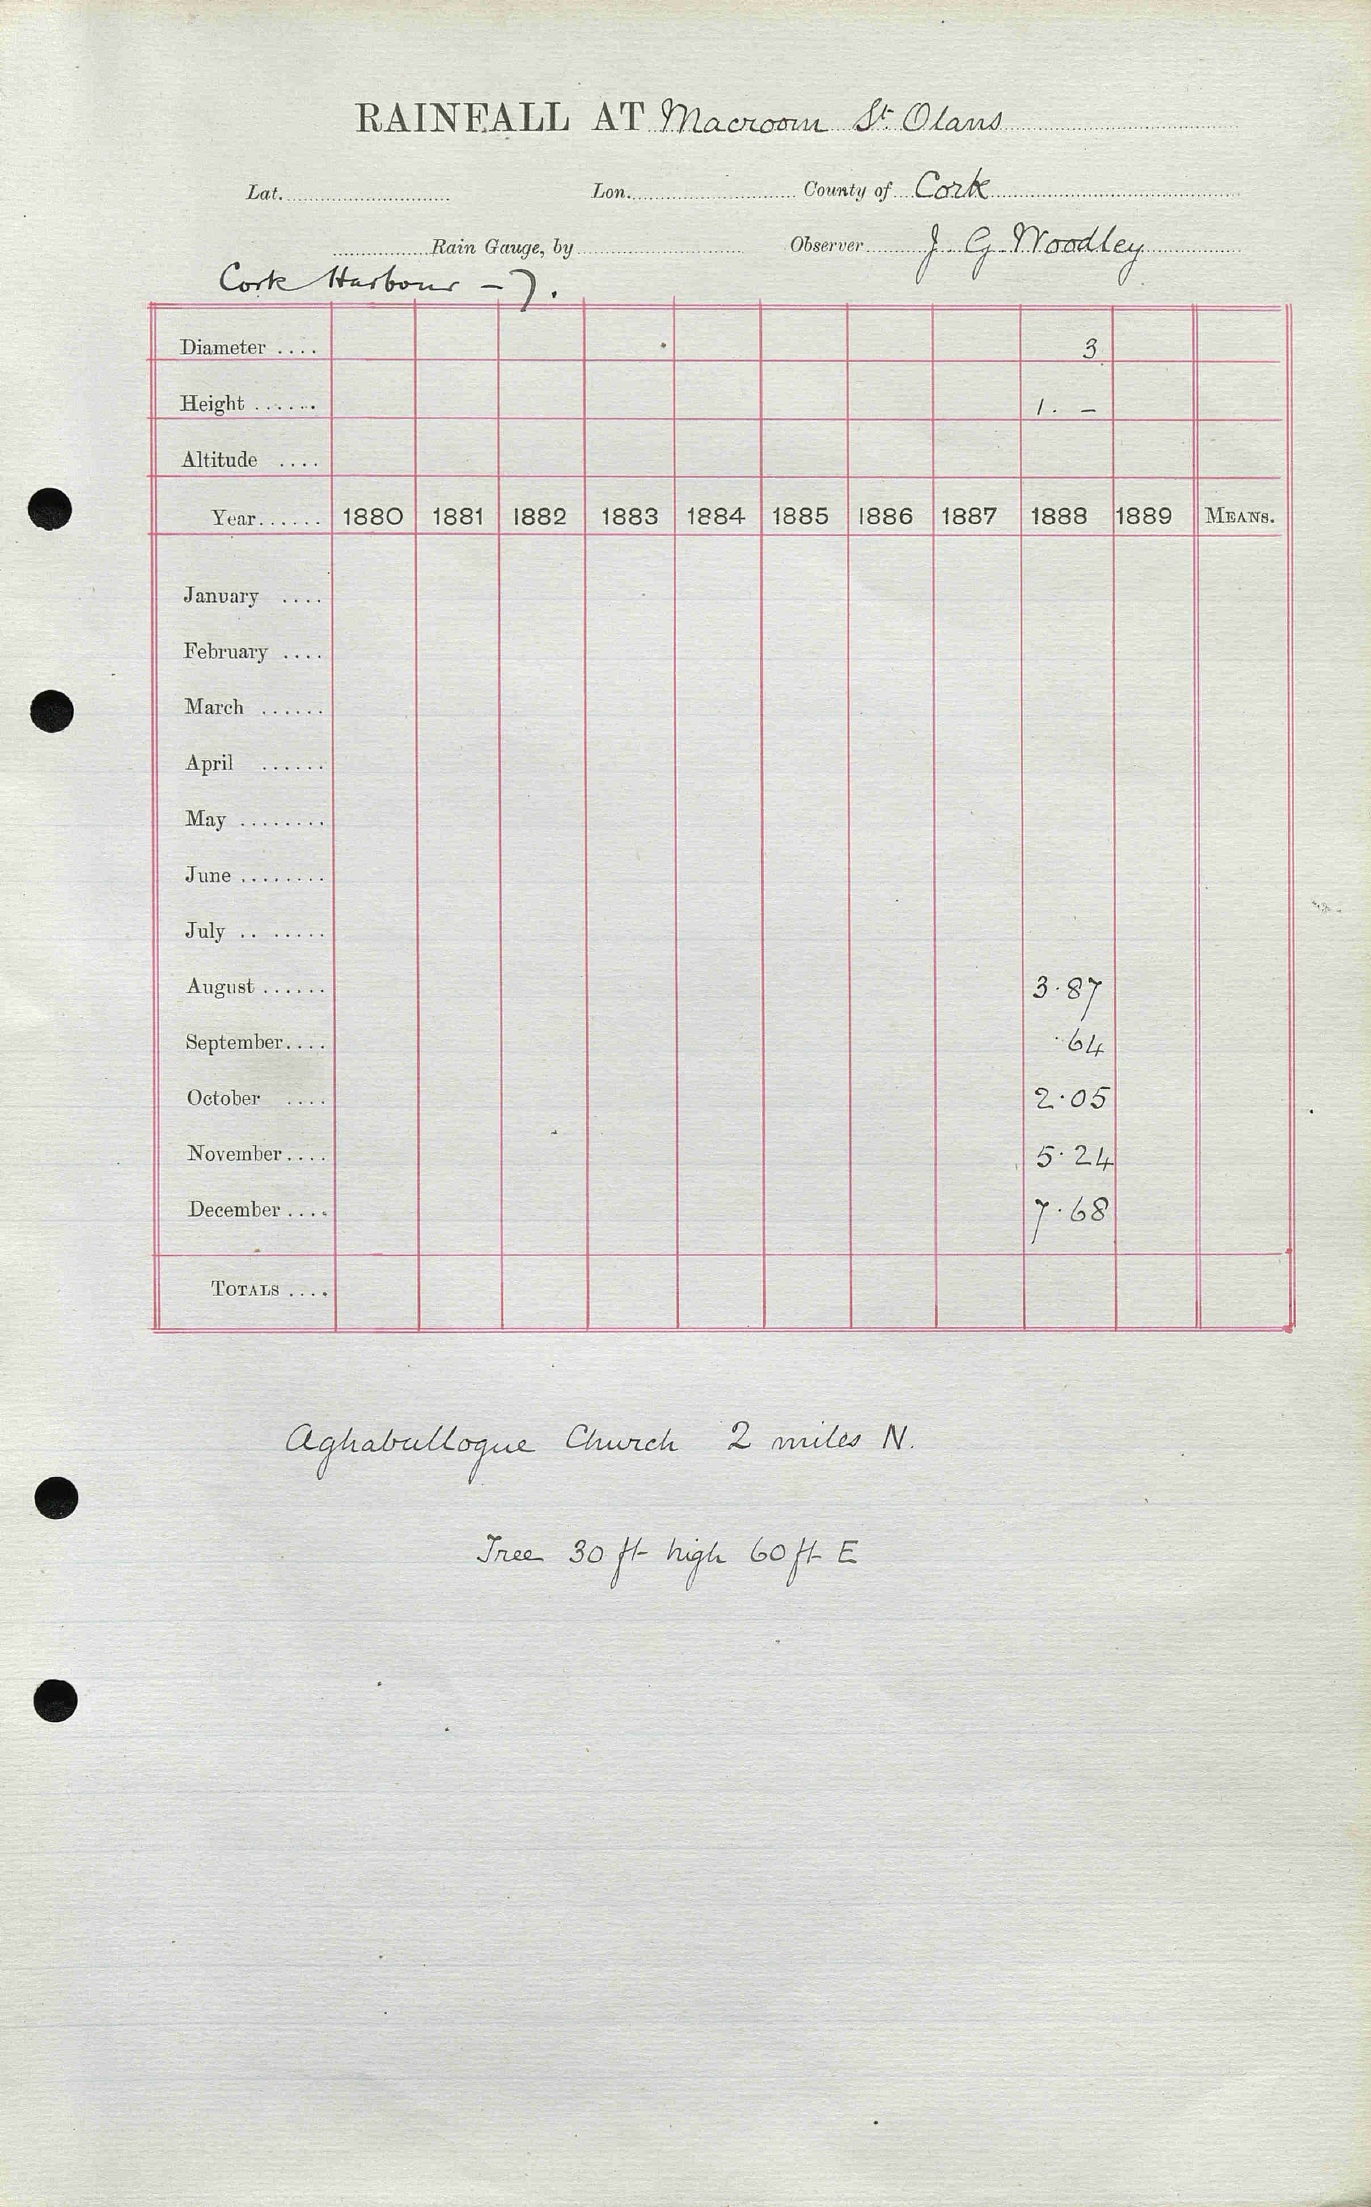 RAINFALL AT Macroom St. Olans
Lat. Lon. County of Cork
Rain Gauge, by Observer J G Woodley
Cork Harbour - 7.
Diameter .... 3
Height ...... 1. -
Altitude ....
Year...... 1880 1881 1882 1883 1884 1885 1886 1887 1888 1889 MEANS.
January ....
February ....
March ......
April ......
May ........
June ........
July .. ......
August ...... 3.87
September.... .64
October .... 2.05
November.... 5.24
December .... 7.68
TOTALS ....
Aghabullogue Church 2 miles N.
Tree 30 ft high 60 ft E